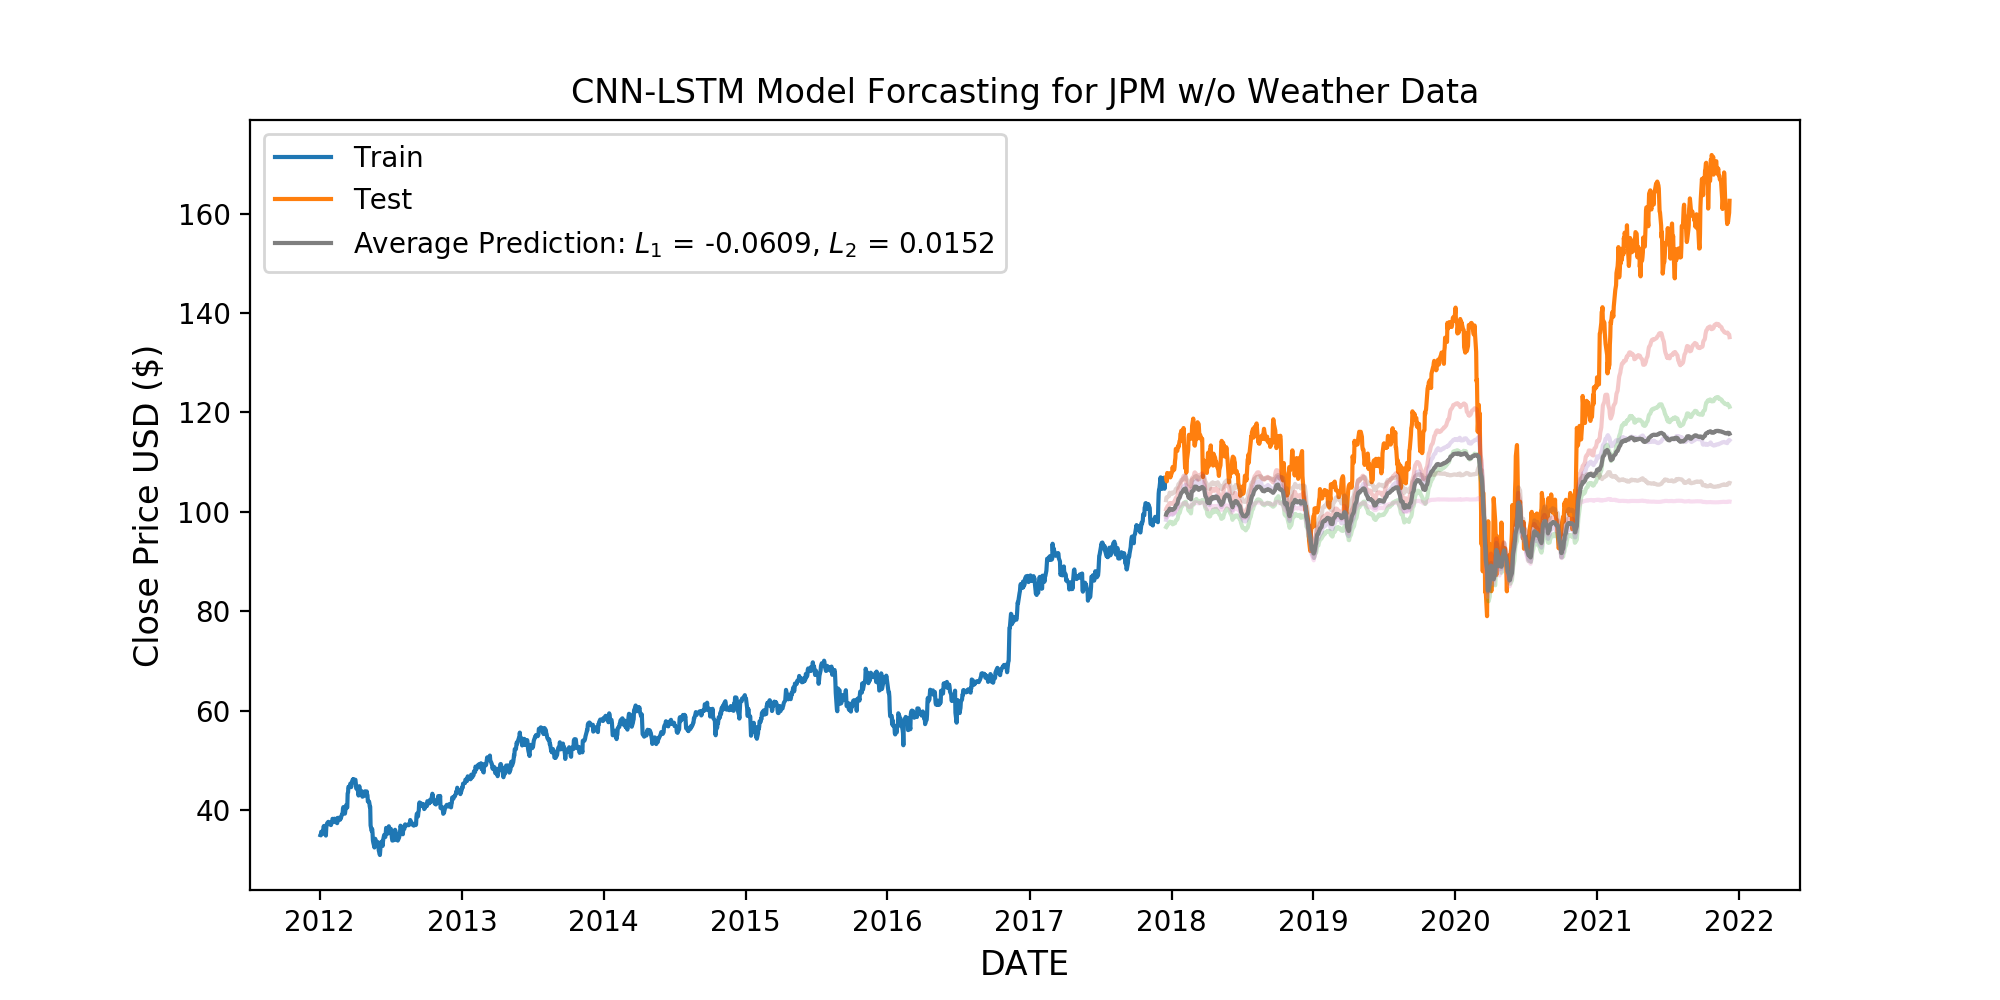 CNN-LSTM Model Forcasting for JPM w/o Weather Data
Train
Test
Average Prediction: L₁ = -0.0609, L₂ = 0.0152
160
140
120
100
80
60
40
Close Price USD ($)
2012 2013 2014 2015 2016 2017 2018 2019 2020 2021 2022
DATE